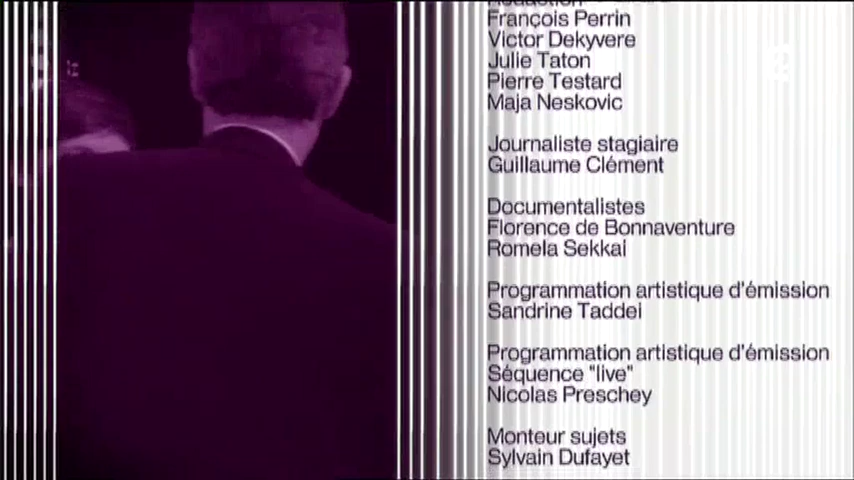 Rédaction
François Perrin
Victor Dekyvere
Julie Taton
Pierre Testard
Maja Neskovic
Journaliste stagiaire
Guillaume Clément
Documentalistes
Florence de Bonnaventure
Romela Sekkai
Programmation artistique d'émission
Sandrine Taddei
Programmation artistique d'émission
Séquence "live"
Nicolas Preschey
Monteur sujets
Sylvain Dufayet